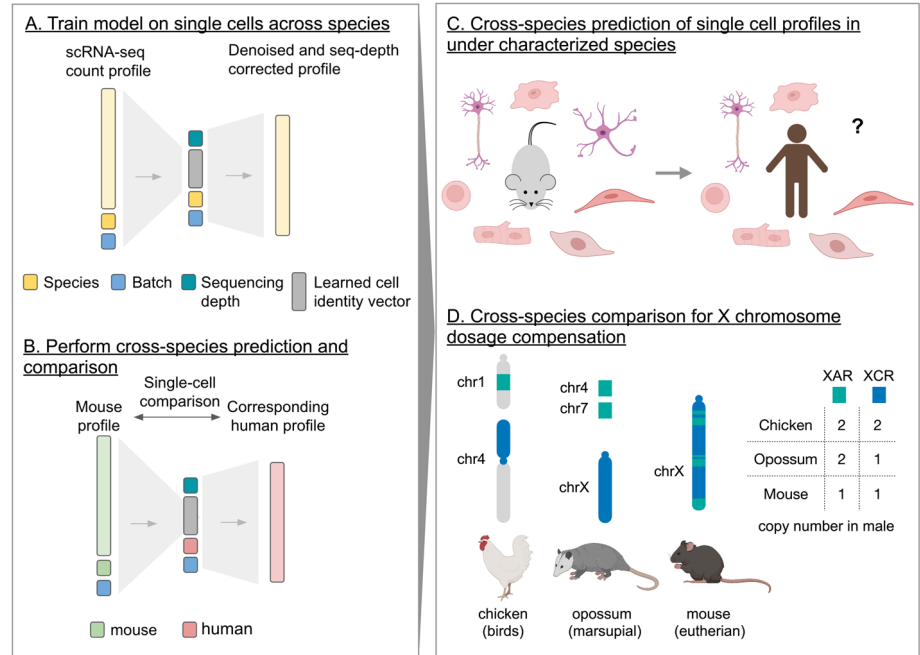 A. Train model on single cells across species
scRNA-seq
count profile
Denoised and seq-depth
corrected profile
Species
Batch
Sequencing
depth
Learned cell
identity vector
B. Perform cross-species prediction and
comparison
Single-cell
comparison
Mouse
profile
Corresponding
human profile
mouse
human
C. Cross-species prediction of single cell profiles in
under characterized species
?
D. Cross-species comparison for X chromosome
dosage compensation
chr1
chr4
chr4
chr7
chrX
chrX
XAR XCR
Chicken 2 2
Opossum 2 1
Mouse 1 1
copy number in male
chicken
(birds)
opossum
(marsupial)
mouse
(eutherian)